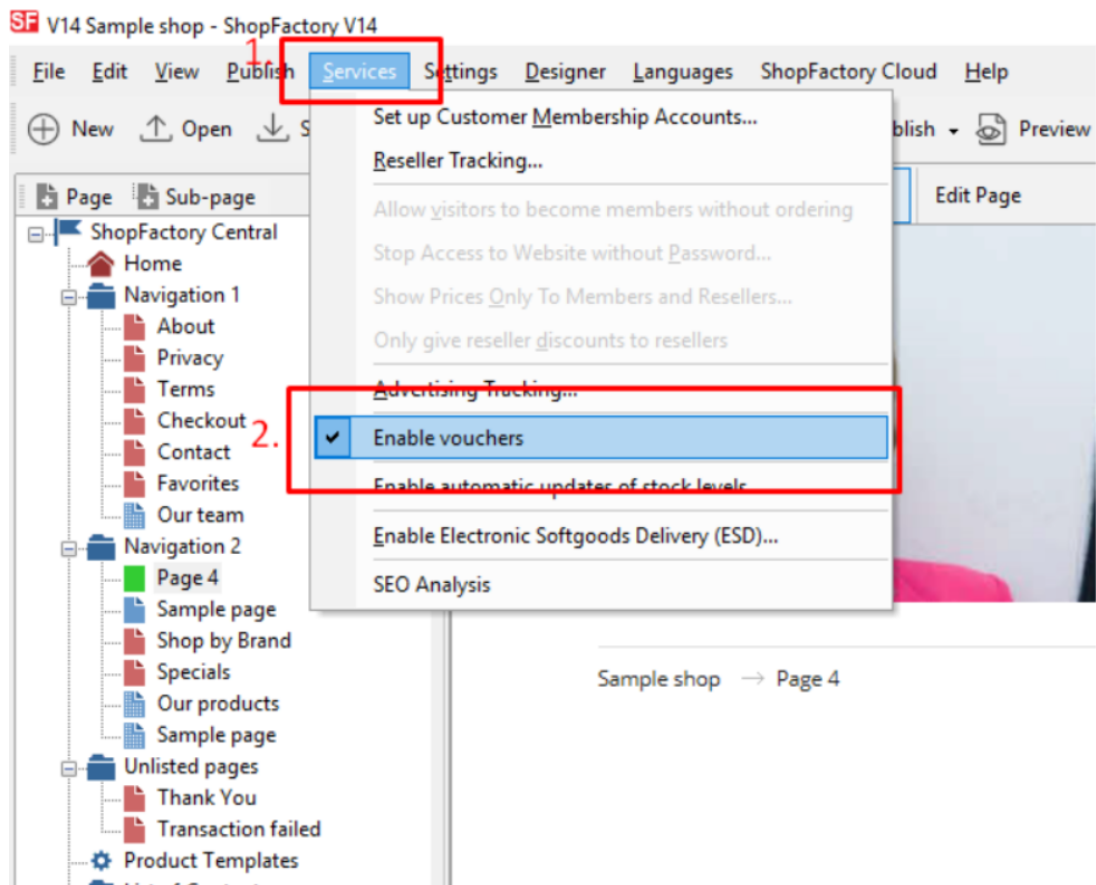 SF V14 Sample shop - ShopFactory V14
1.
File Edit View Publish Services Settings Designer Languages ShopFactory Cloud Help
New Open S blish Preview
Page Sub-page Edit Page
Set up Customer Membership Accounts...
Reseller Tracking...
Allow visitors to become members without ordering
Stop Access to Website without Password...
Show Prices Only To Members and Resellers...
Only give reseller discounts to resellers
Advertising Tracking...
2.
Enable vouchers
Enable automatic updates of stock levels
Enable Electronic Softgoods Delivery (ESD)...
SEO Analysis
ShopFactory Central
Home
Navigation 1
About
Privacy
Terms
Checkout
Contact
Favorites
Our team
Navigation 2
Page 4
Sample page
Shop by Brand
Specials
Our products
Sample page
Unlisted pages
Thank You
Transaction failed
Product Templates
Sample shop → Page 4